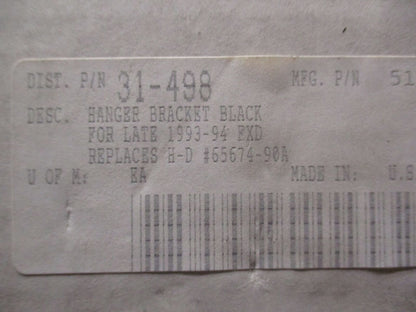 DIST. P/N 31-498 MFG. P/N 51
DESC. HANGER BRACKET BLACK
FOR LATE 1993-94 FXD
REPLACES H-D #65674-90A
U OF M: EA MADE IN: U.S